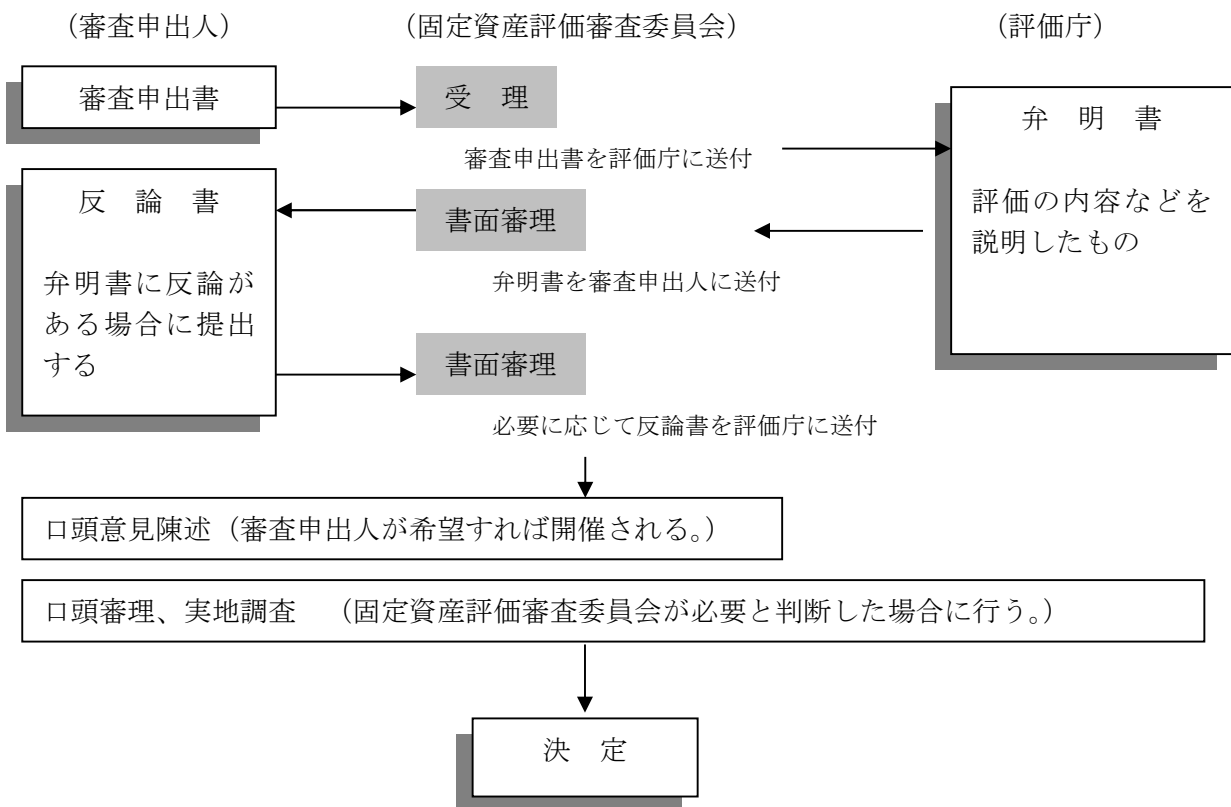 （審査申出人）
（固定資産評価審査委員会）
（評価庁）
審査申出書
受　理
弁　明　書
審査申出書を評価庁に送付
反　論　書
書面審理
評価の内容などを
説明したもの
弁明書を審査申出人に送付
弁明書に反論が
ある場合に提出
する
書面審理
必要に応じて反論書を評価庁に送付
口頭意見陳述（審査申出人が希望すれば開催される。）
口頭審理、実地調査　（固定資産評価審査委員会が必要と判断した場合に行う。）
決　定